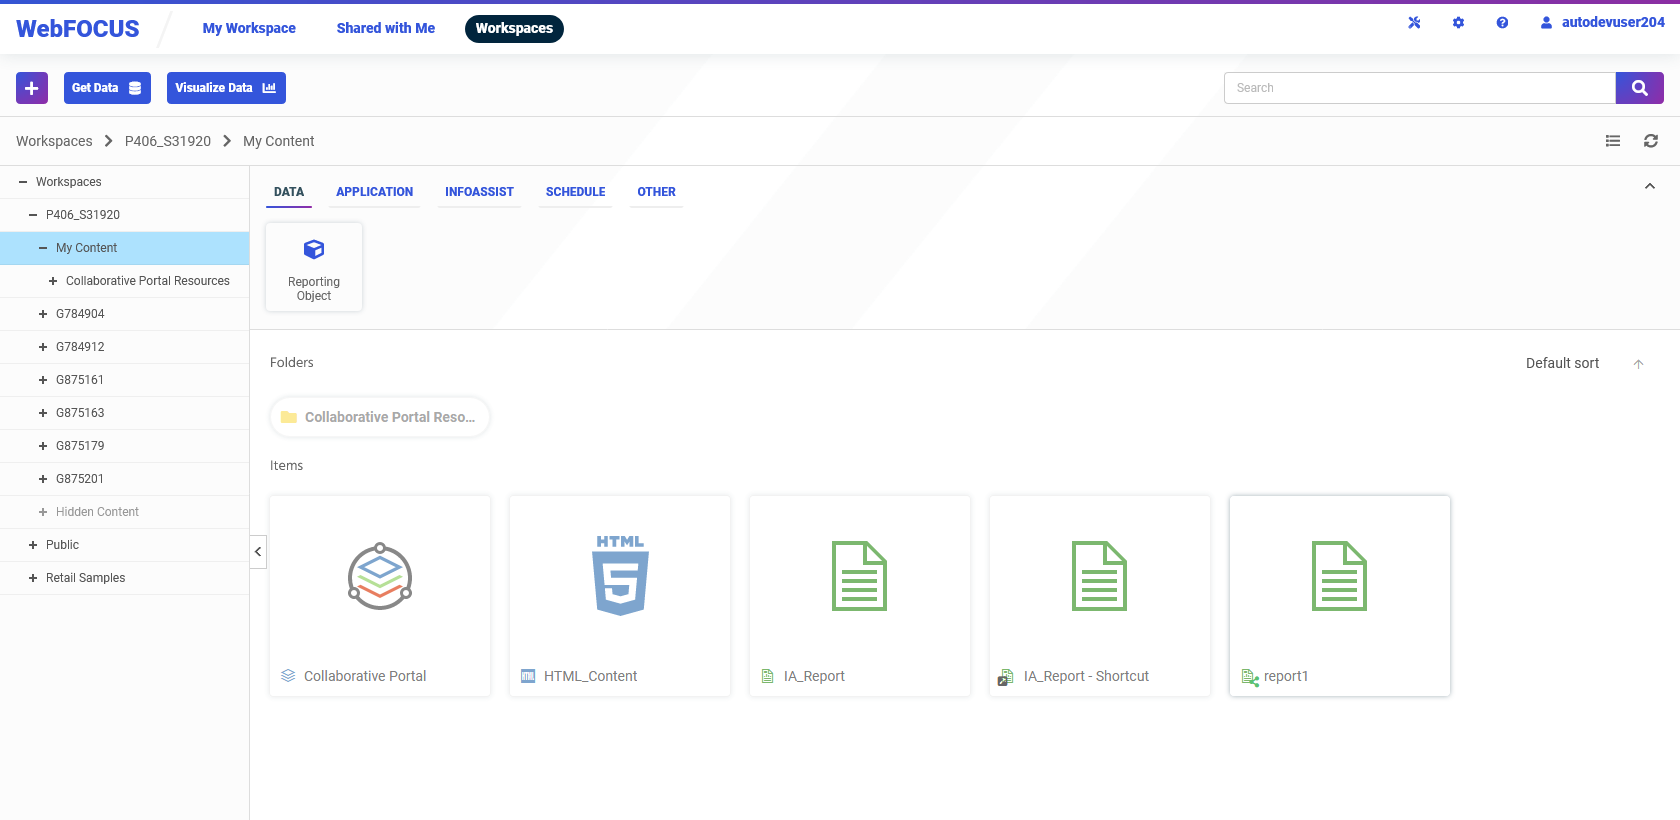 WebFOCUS
My Workspace
Shared with Me
Workspaces
autodevuser204
Get Data
Visualize Data
Search
Workspaces > P406_S31920 > My Content
Workspaces
P406_S31920
My Content
Collaborative Portal Resources
G784904
G784912
G875161
G875163
G875179
G875201
Hidden Content
Public
Retail Samples
DATA
APPLICATION
INFOASSIST
SCHEDULE
OTHER
Reporting
Object
Folders
Default sort
Collaborative Portal Reso...
Items
HTML
5
Collaborative Portal
HTML_Content
IA_Report
IA_Report - Shortcut
report1